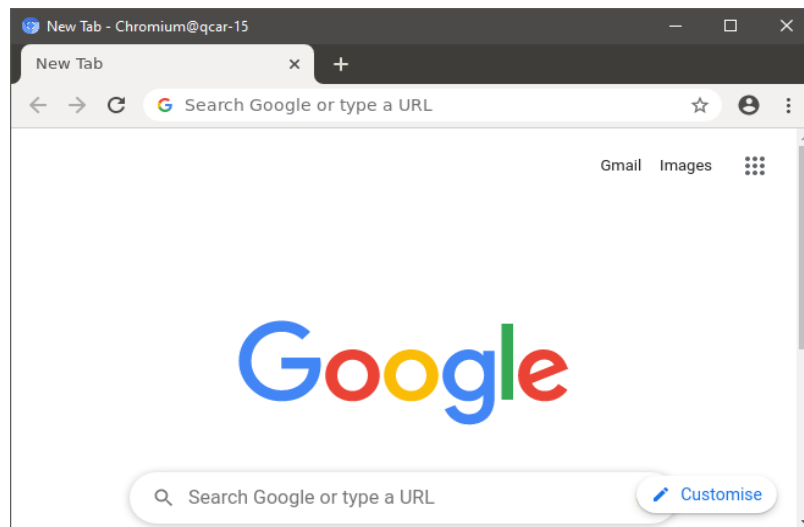 New Tab - Chromium@qcar-15
New Tab
Search Google or type a URL
Gmail Images
Google
Search Google or type a URL
Customise